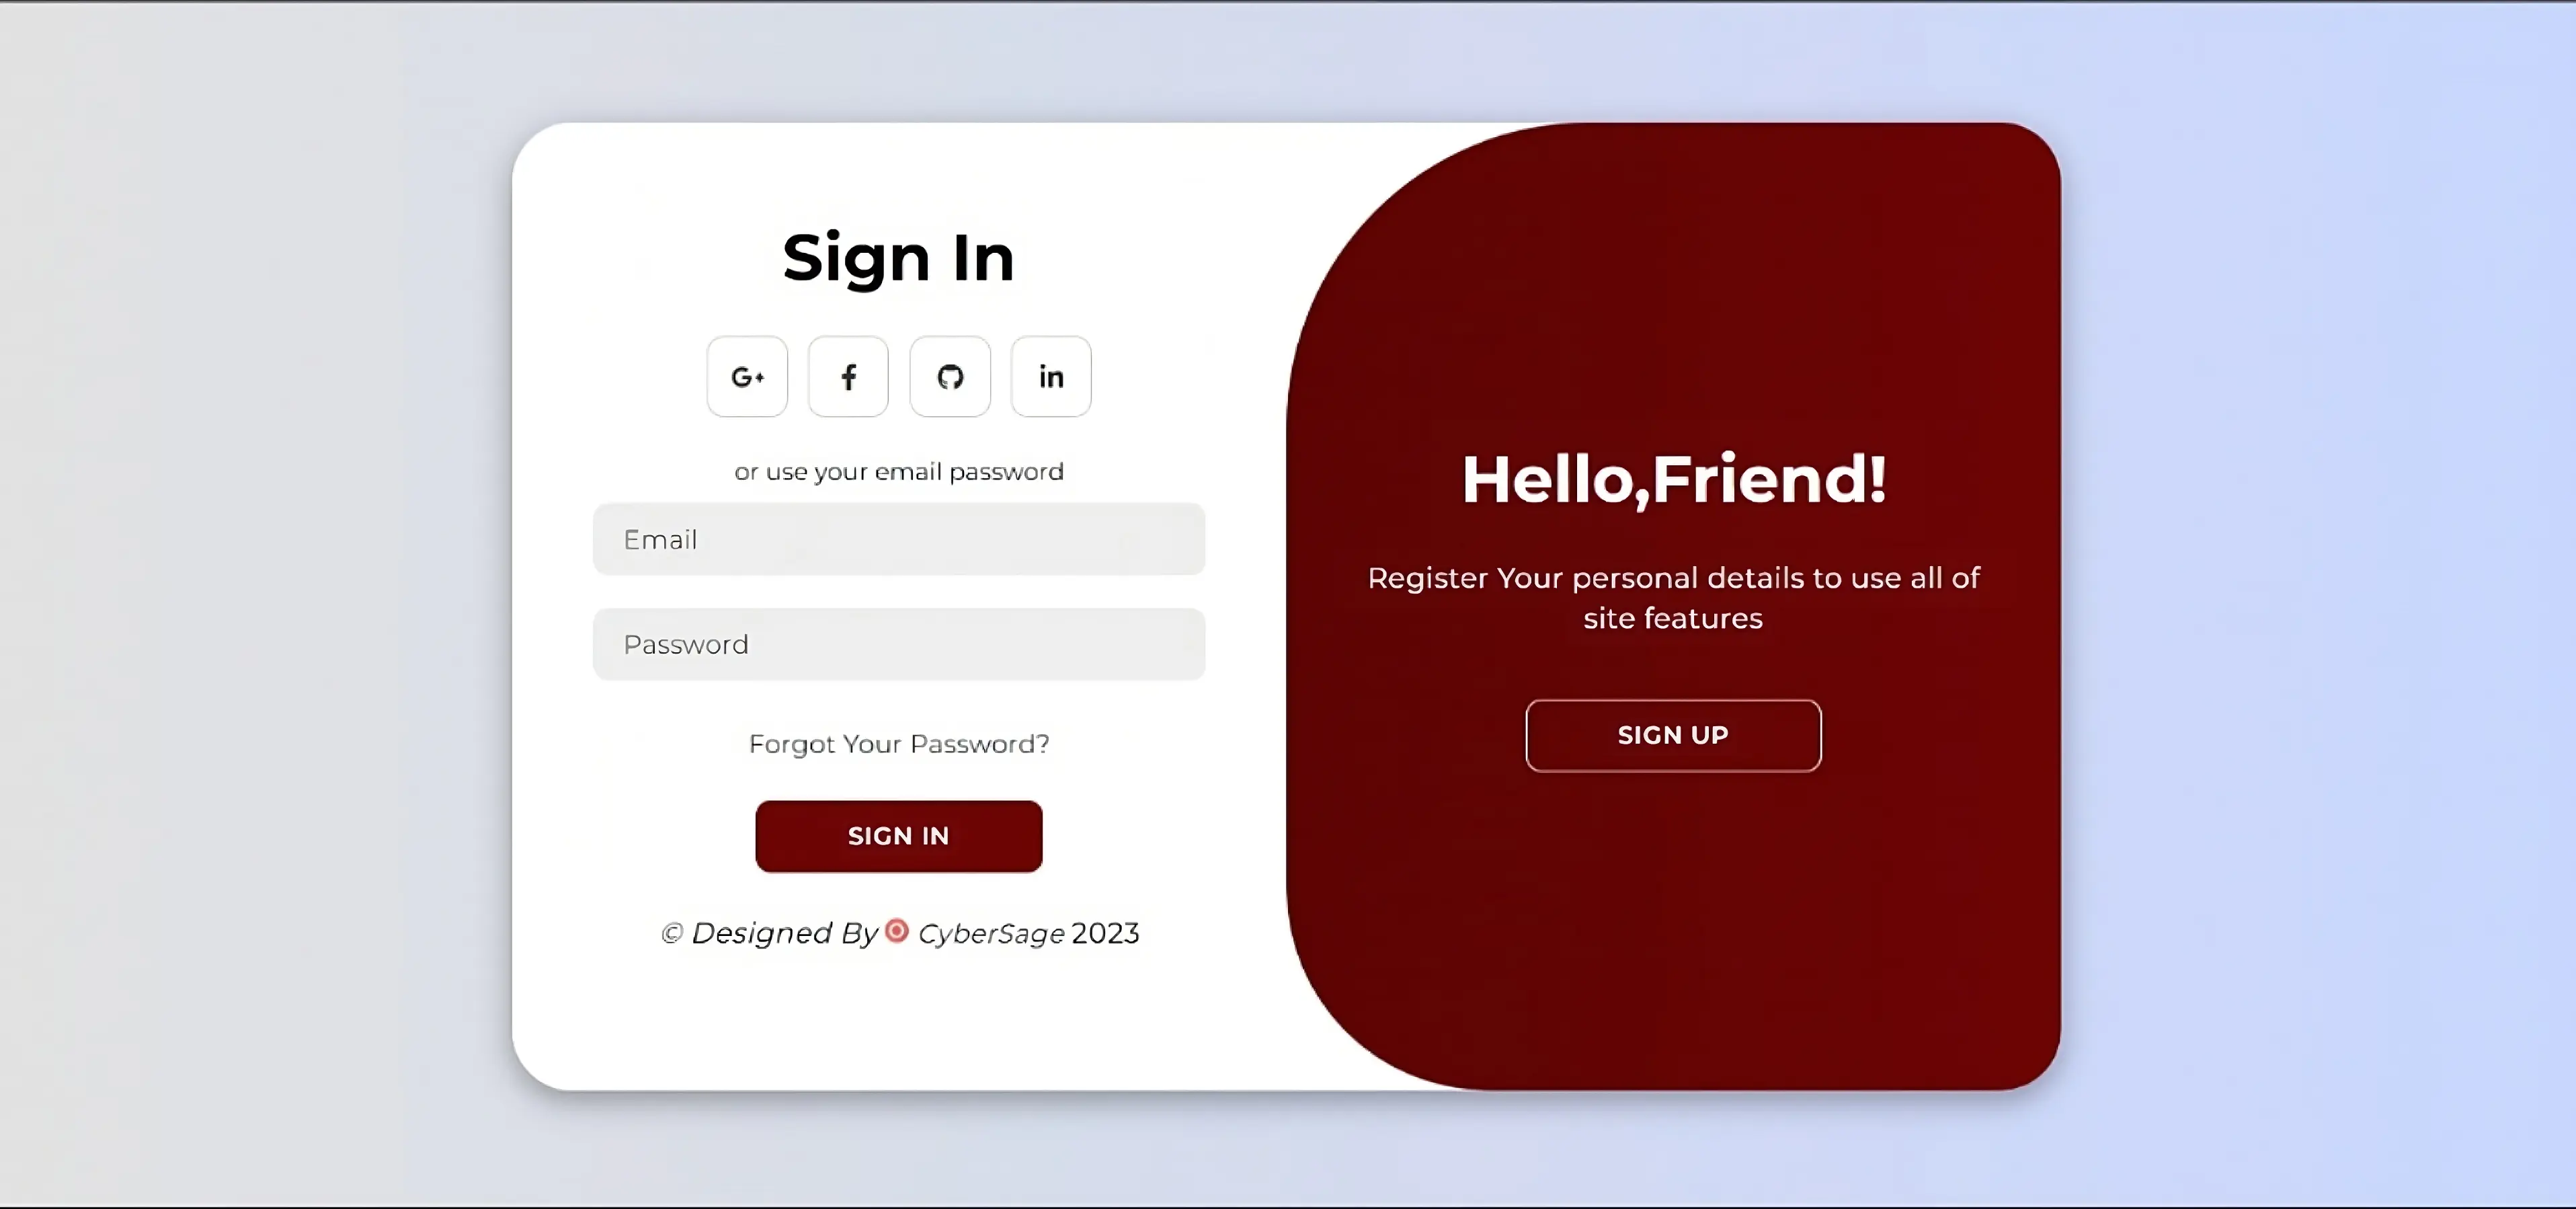 Sign In
G+ f in
or use your email password
Email
Password
Forgot Your Password?
SIGN IN
© Designed By CyberSage 2023
Hello,Friend!
Register Your personal details to use all of
site features
SIGN UP